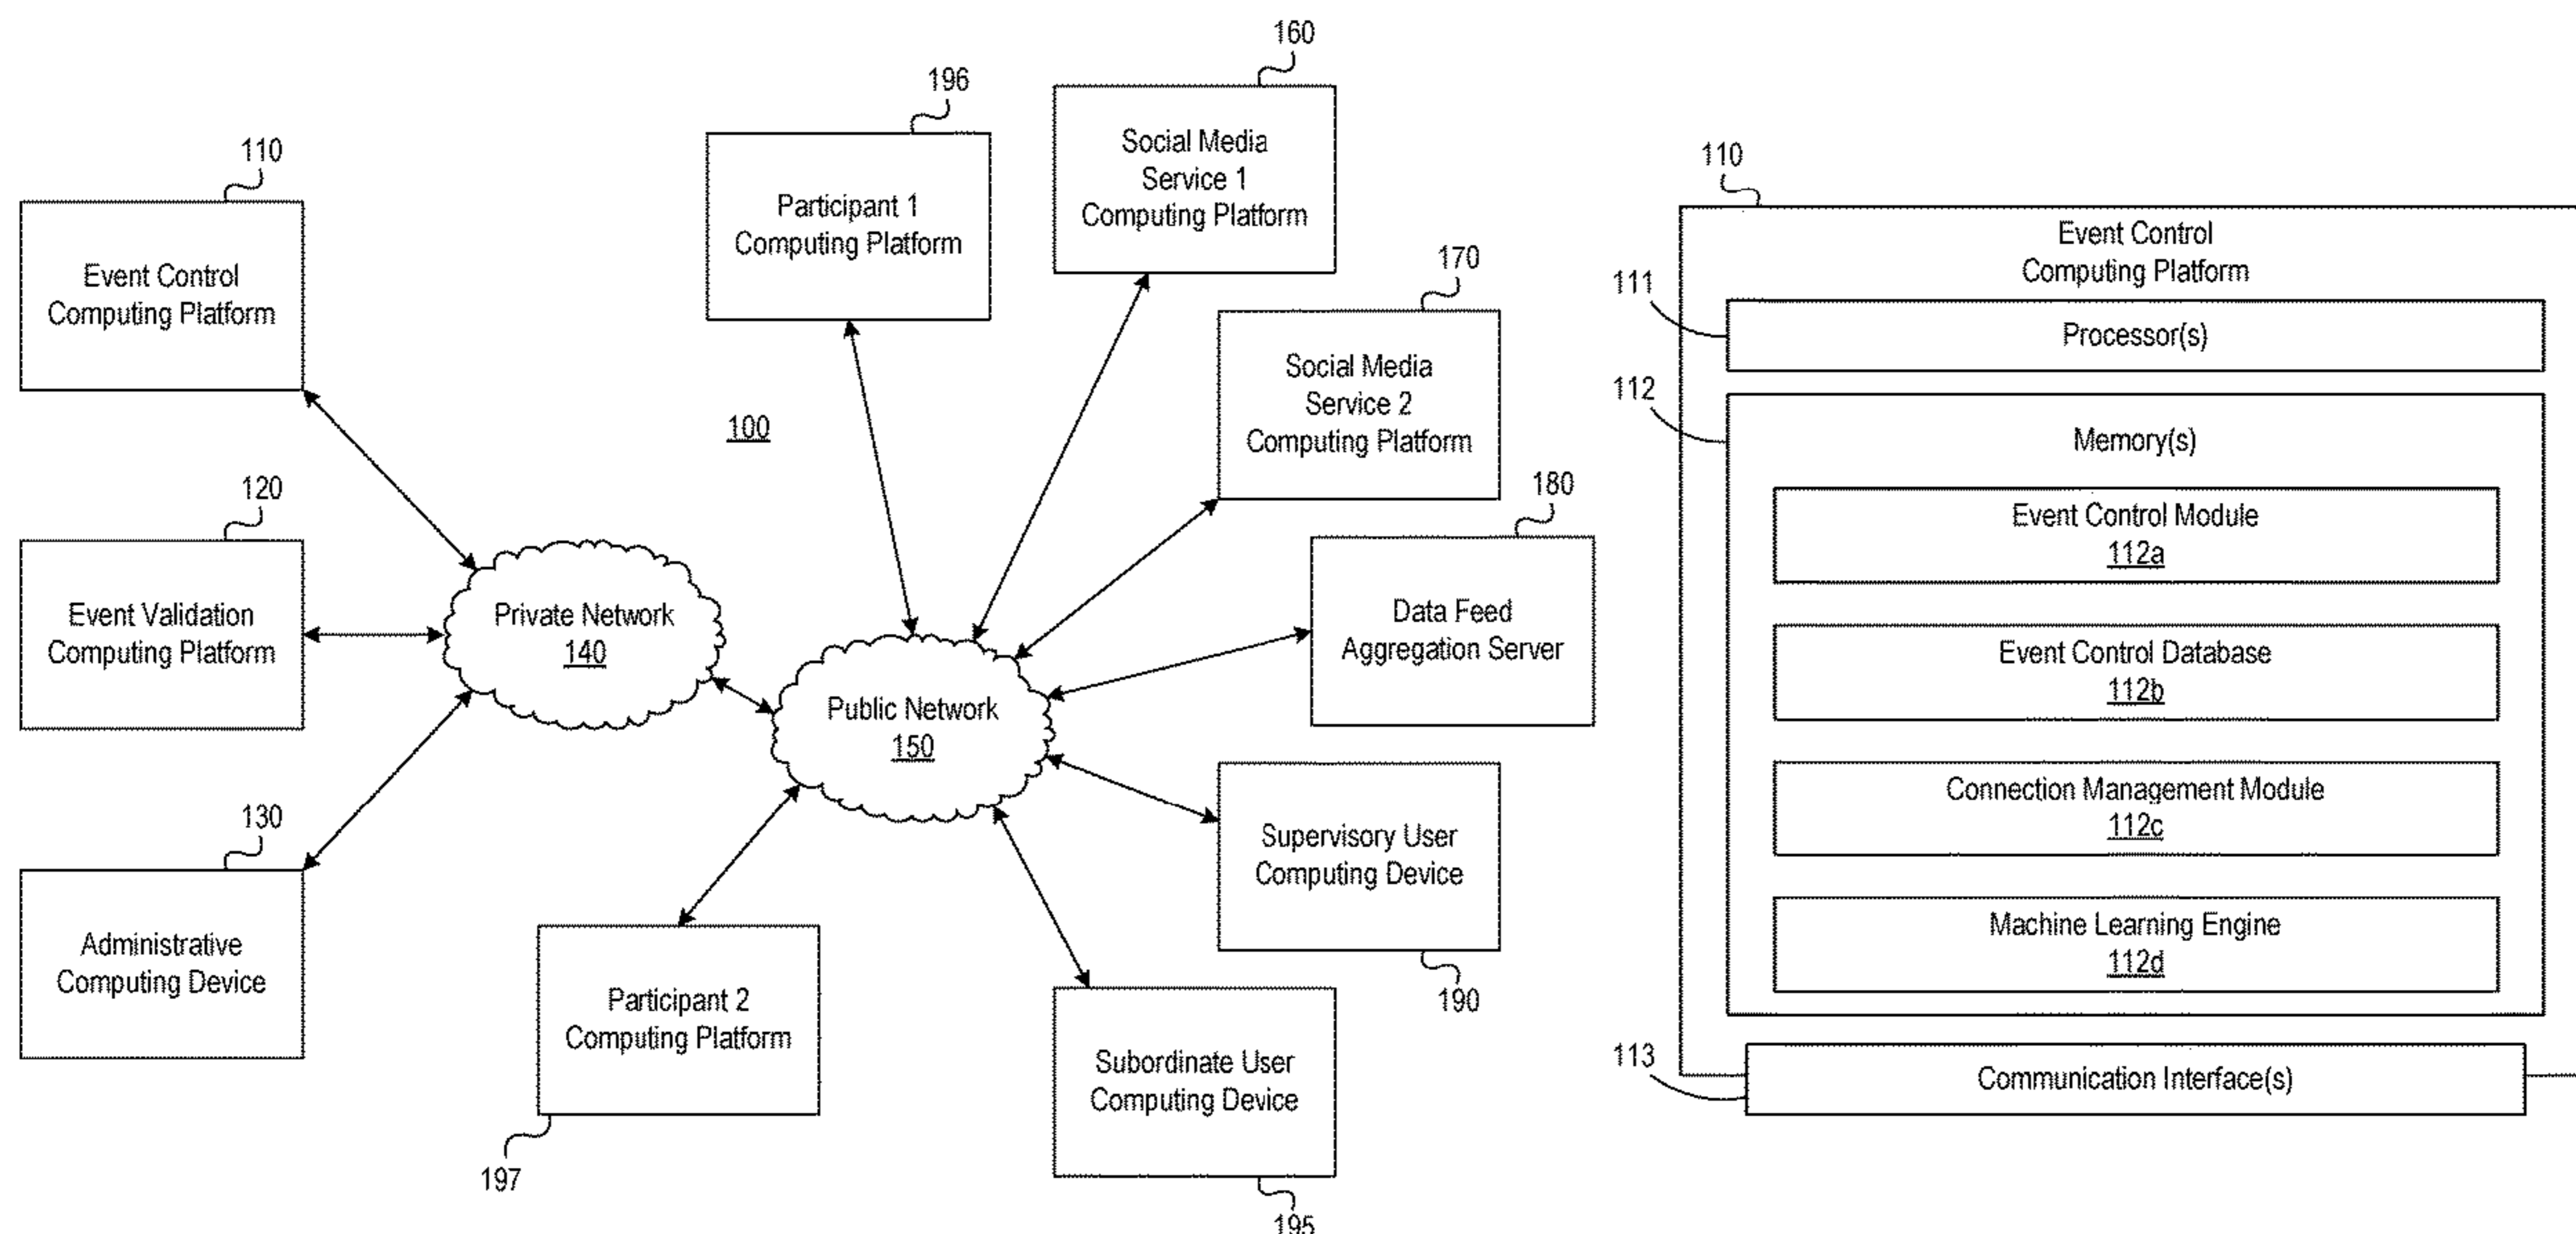 110
Event Control
Computing Platform
120
Event Validation
Computing Platform
130
Administrative
Computing Device
Private Network
140
100
196
Participant 1
Computing Platform
160
Social Media
Service 1
Computing Platform
170
Social Media
Service 2
Computing Platform
180
Data Feed
Aggregation Server
Public Network
150
Supervisory User
Computing Device
190
Subordinate User
Computing Device
195
Participant 2
Computing Platform
197
110
Event Control
Computing Platform
111
Processor(s)
112
Memory(s)
Event Control Module
112a
Event Control Database
112b
Connection Management Module
112c
Machine Learning Engine
112d
113
Communication Interface(s)